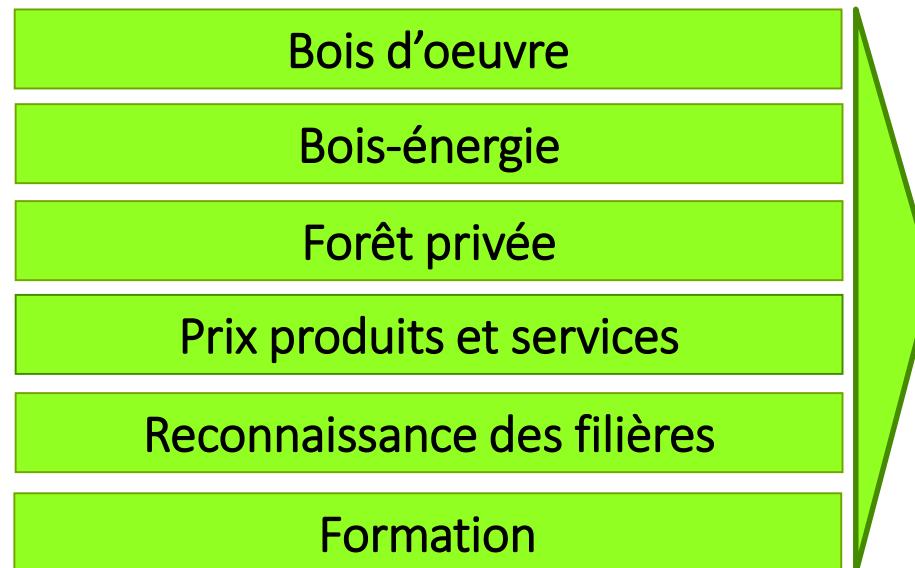 Bois d’oeuvre
Bois-énergie
Forêt privée
Prix produits et services
Reconnaissance des filières
Formation